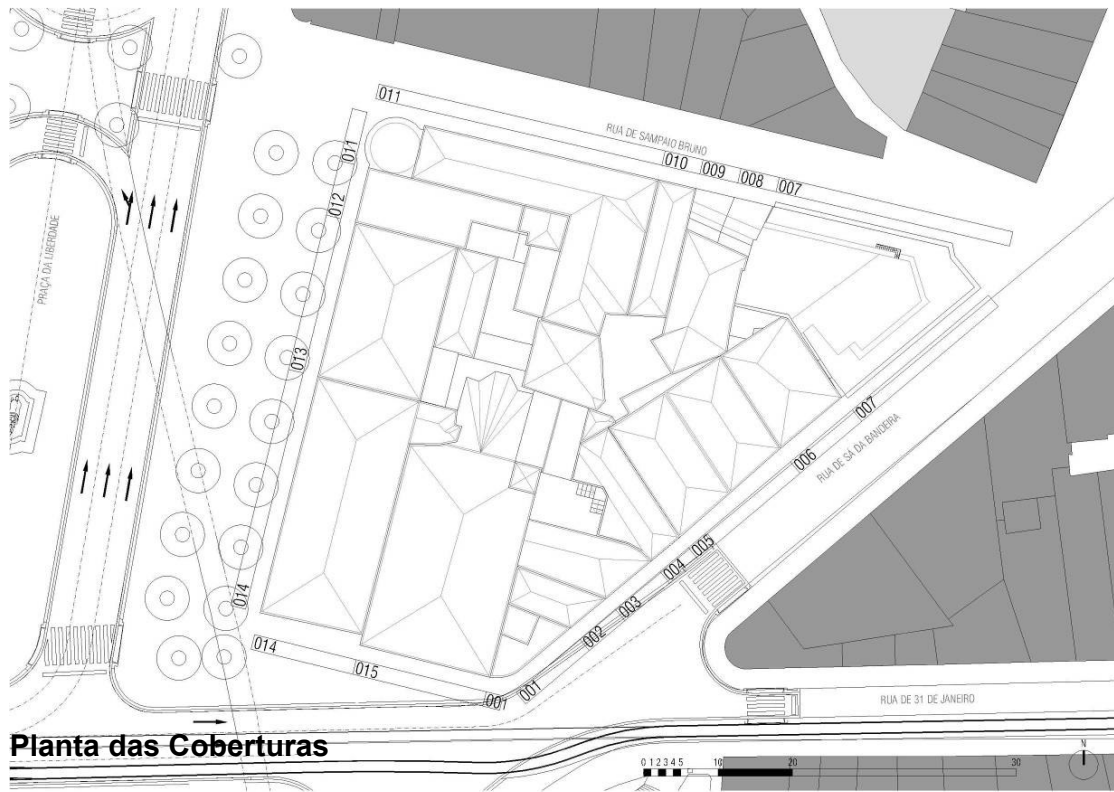 011
RUA DE SAMPAIO BRUNO
010
009
008
007
011
012
013
014
PRAÇA DA LIBERDADE
007
006
RUA DE SÁ DA BANDEIRA
005
004
003
002
001
014
015
001
RUA DE 31 DE JANEIRO
Planta das Coberturas
0 1 2 3 4 5 10 20 30
N